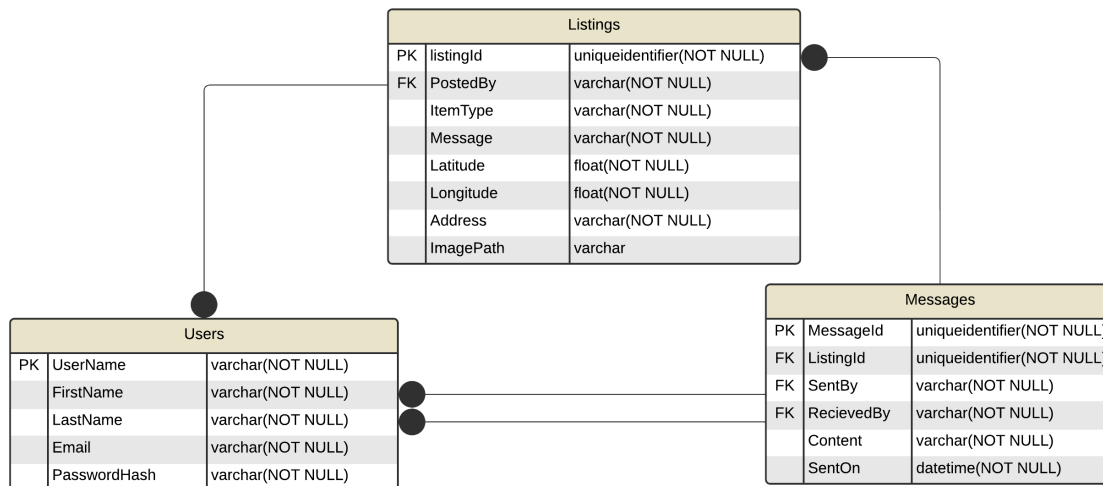 Listings
PK listingId uniqueidentifier(NOT NULL)
FK PostedBy varchar(NOT NULL)
ItemType varchar(NOT NULL)
Message varchar(NOT NULL)
Latitude float(NOT NULL)
Longitude float(NOT NULL)
Address varchar(NOT NULL)
ImagePath varchar
Users
PK UserName varchar(NOT NULL)
FirstName varchar(NOT NULL)
LastName varchar(NOT NULL)
Email varchar(NOT NULL)
PasswordHash varchar(NOT NULL)
Messages
PK MessageId uniqueidentifier(NOT NULL)
FK ListingId uniqueidentifier(NOT NULL)
FK SentBy varchar(NOT NULL)
FK RecievedBy varchar(NOT NULL)
Content varchar(NOT NULL)
SentOn datetime(NOT NULL)